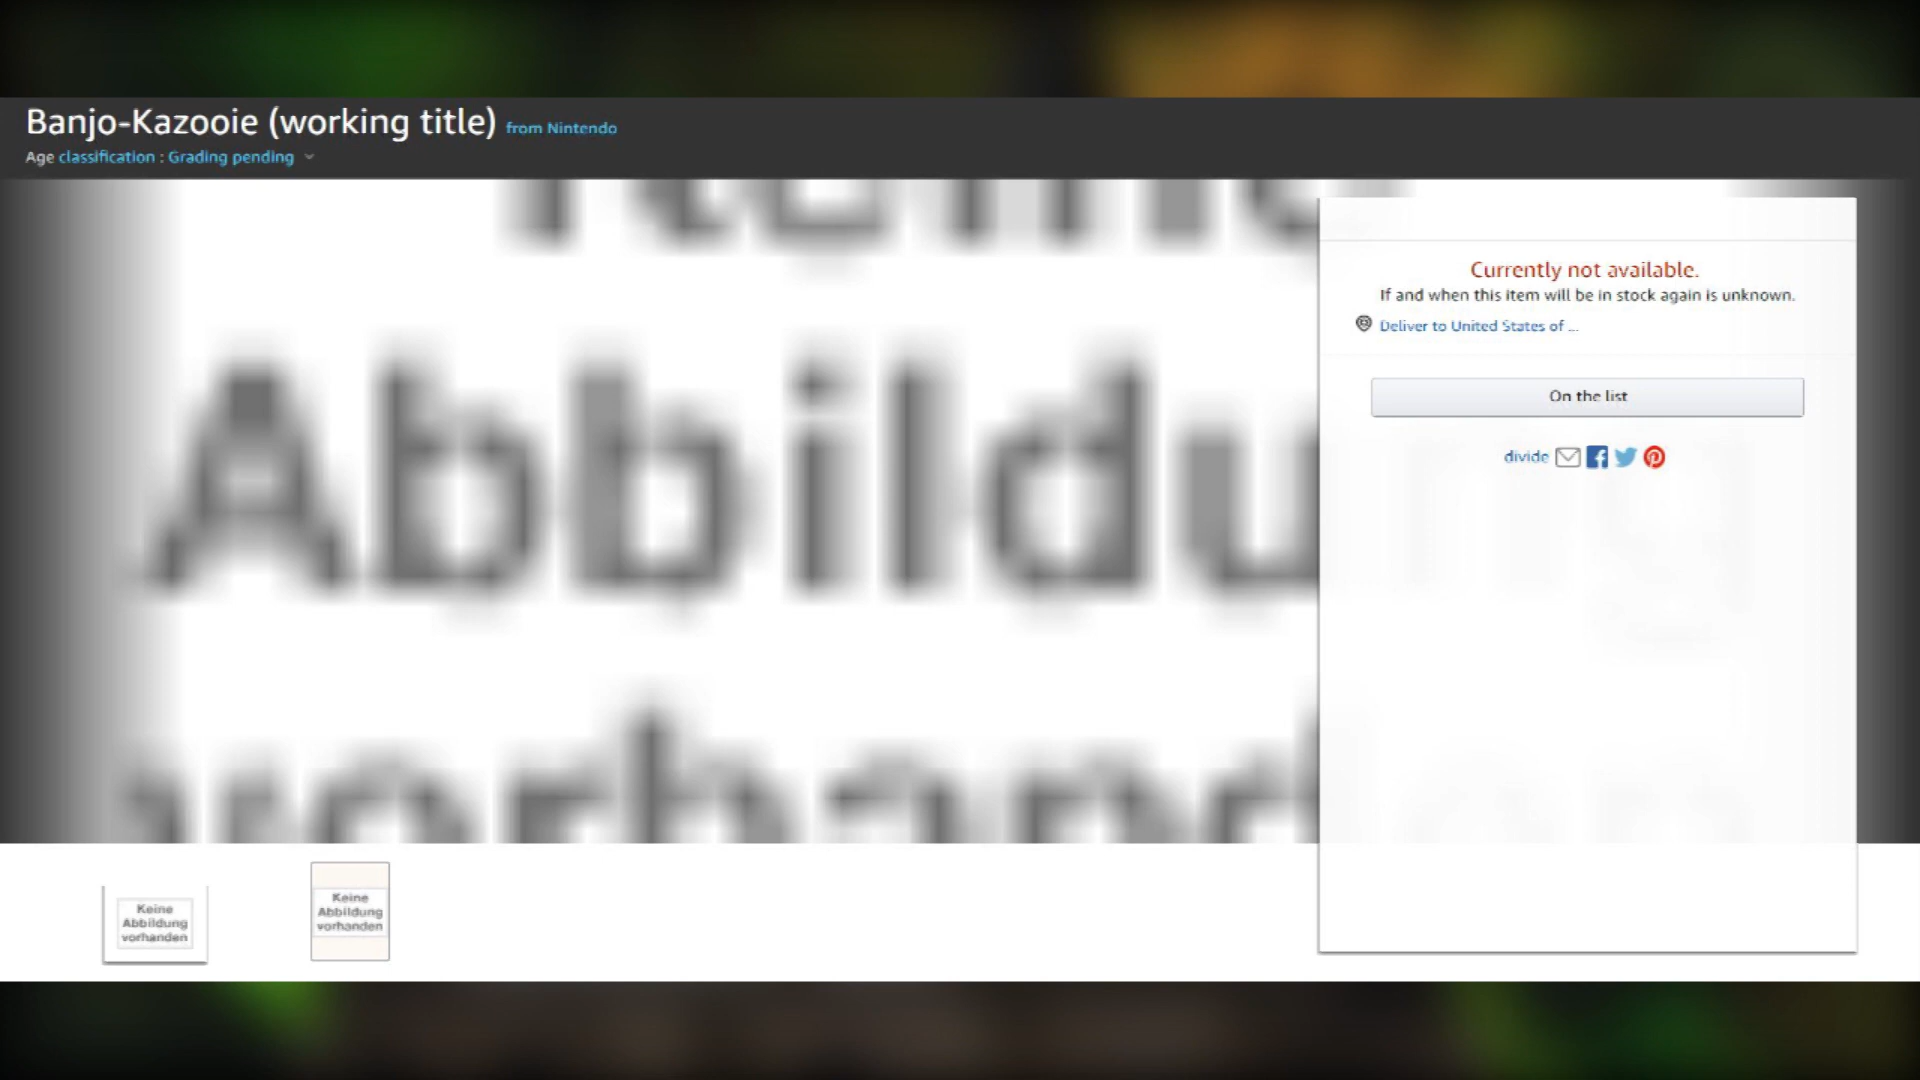 Banjo-Kazooie (working title) from Nintendo
Age classification : Grading pending
Abbildu
Currently not available.
If and when this item will be in stock again is unknown.
Deliver to United States of ...
On the list
divide
Keine
Abbildung
vorhanden
Keine
Abbildung
vorhanden